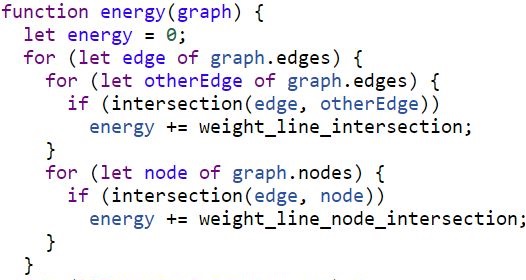 function energy(graph) {
let energy = 0;
for (let edge of graph.edges) {
for (let otherEdge of graph.edges) {
if (intersection(edge, otherEdge))
energy += weight_line_intersection;
}
for (let node of graph.nodes) {
if (intersection(edge, node))
energy += weight_line_node_intersection;
}
}